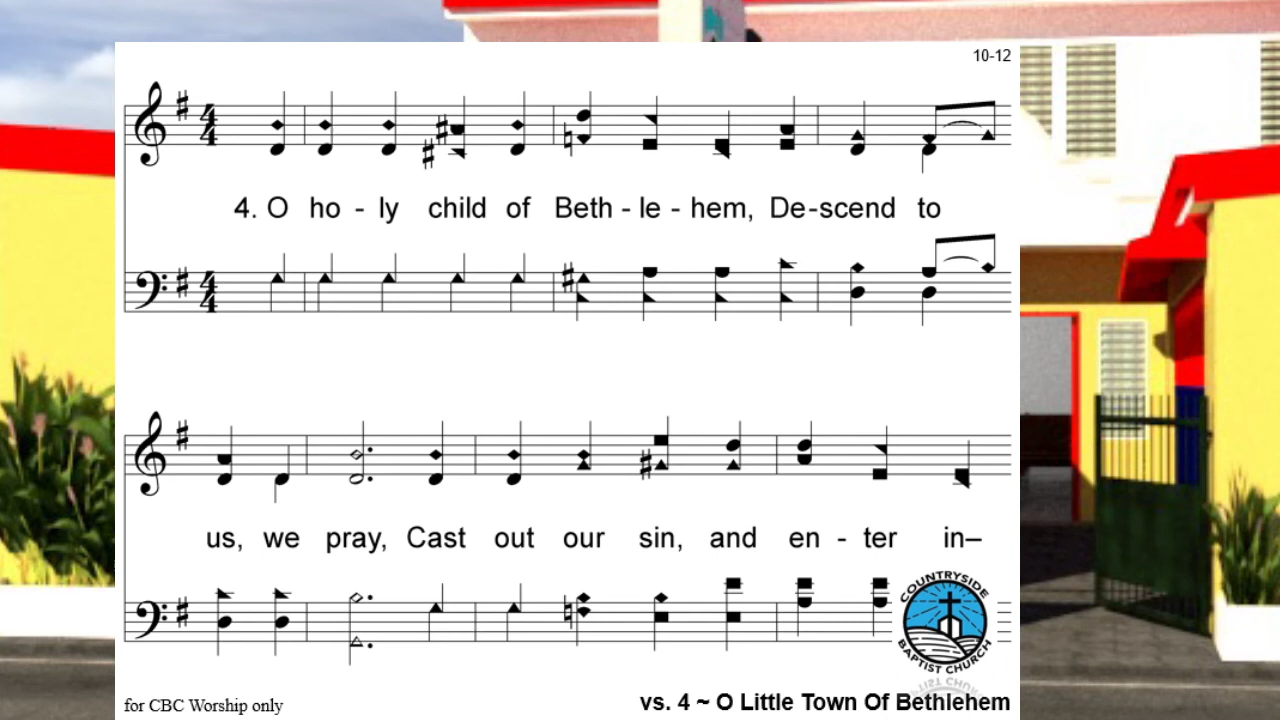 10-12
4. O ho - ly child of Beth - le - hem, De-scend to
us, we pray, Cast out our sin, and en - ter in–
COUNTRYSIDE
BAPTIST CHURCH
for CBC Worship only
vs. 4 ~ O Little Town Of Bethlehem